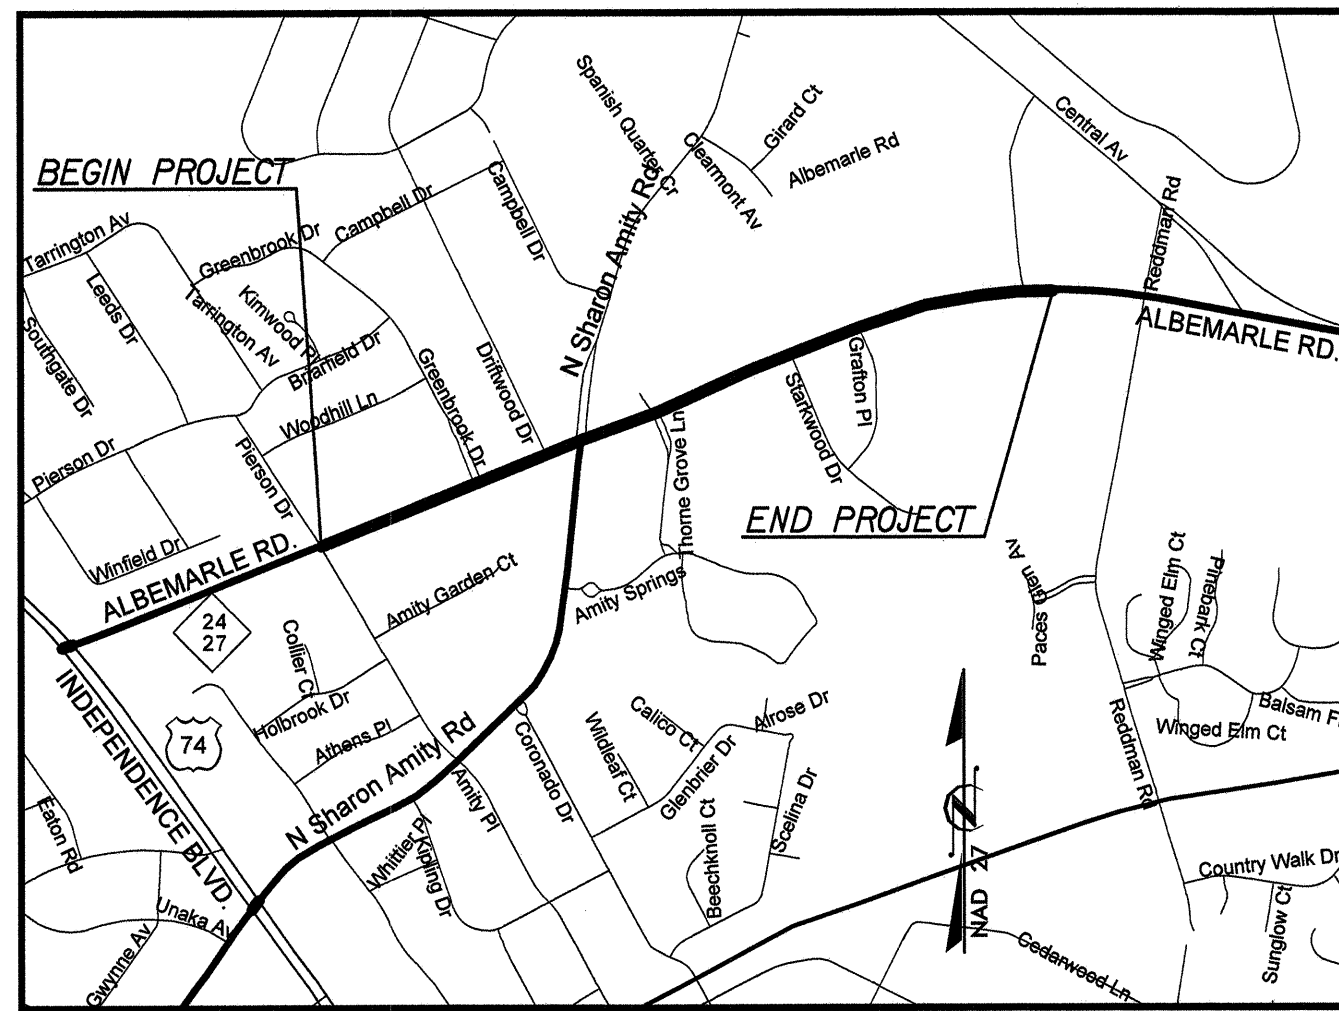 Spanish Quarter Cr
Girard Ct
Clearmont Av
Albemarle Rd
Central Av
BEGIN PROJECT
Campbell Dr
Campbell Dr
N Sharon Amity Rd
Reddman Rd
Tarrington Av
Greenbrook Dr
Leeds Dr
Tarrington Av
Kimwood Pl
Southgate Dr
Briarfield Dr
Greenbrook Dr
Driftwood Dr
ALBEMARLE RD.
Woodhill Ln
Grafton Pl
Starkwood Dr
Pierson Dr
Pierson Dr
Thorne Grove Ln
END PROJECT
Winfield Dr
ALBEMARLE RD.
Amity Garden Ct
Amity Springs
Paces Glen Av
Winged Elm Ct
Pinebark Ct
24
27
Collier Ct
Holbrook Dr
INDEPENDENCE BLVD.
74
Athens Pl
N Sharon Amity Rd
Coronado Dr
Wildleaf Ct
Calico Ct
Alrose Dr
Glenbrier Dr
Reddman Rd
Winged Elm Ct
Balsam F
Eaton Rd
Amity Pl
Whittier Pl
Kipling Dr
Beechknoll Ct
Scelina Dr
NAD 27
Country Walk Dr
Unaka Av
Gwynne Av
Cedarwood Ln
Sunglow Ct